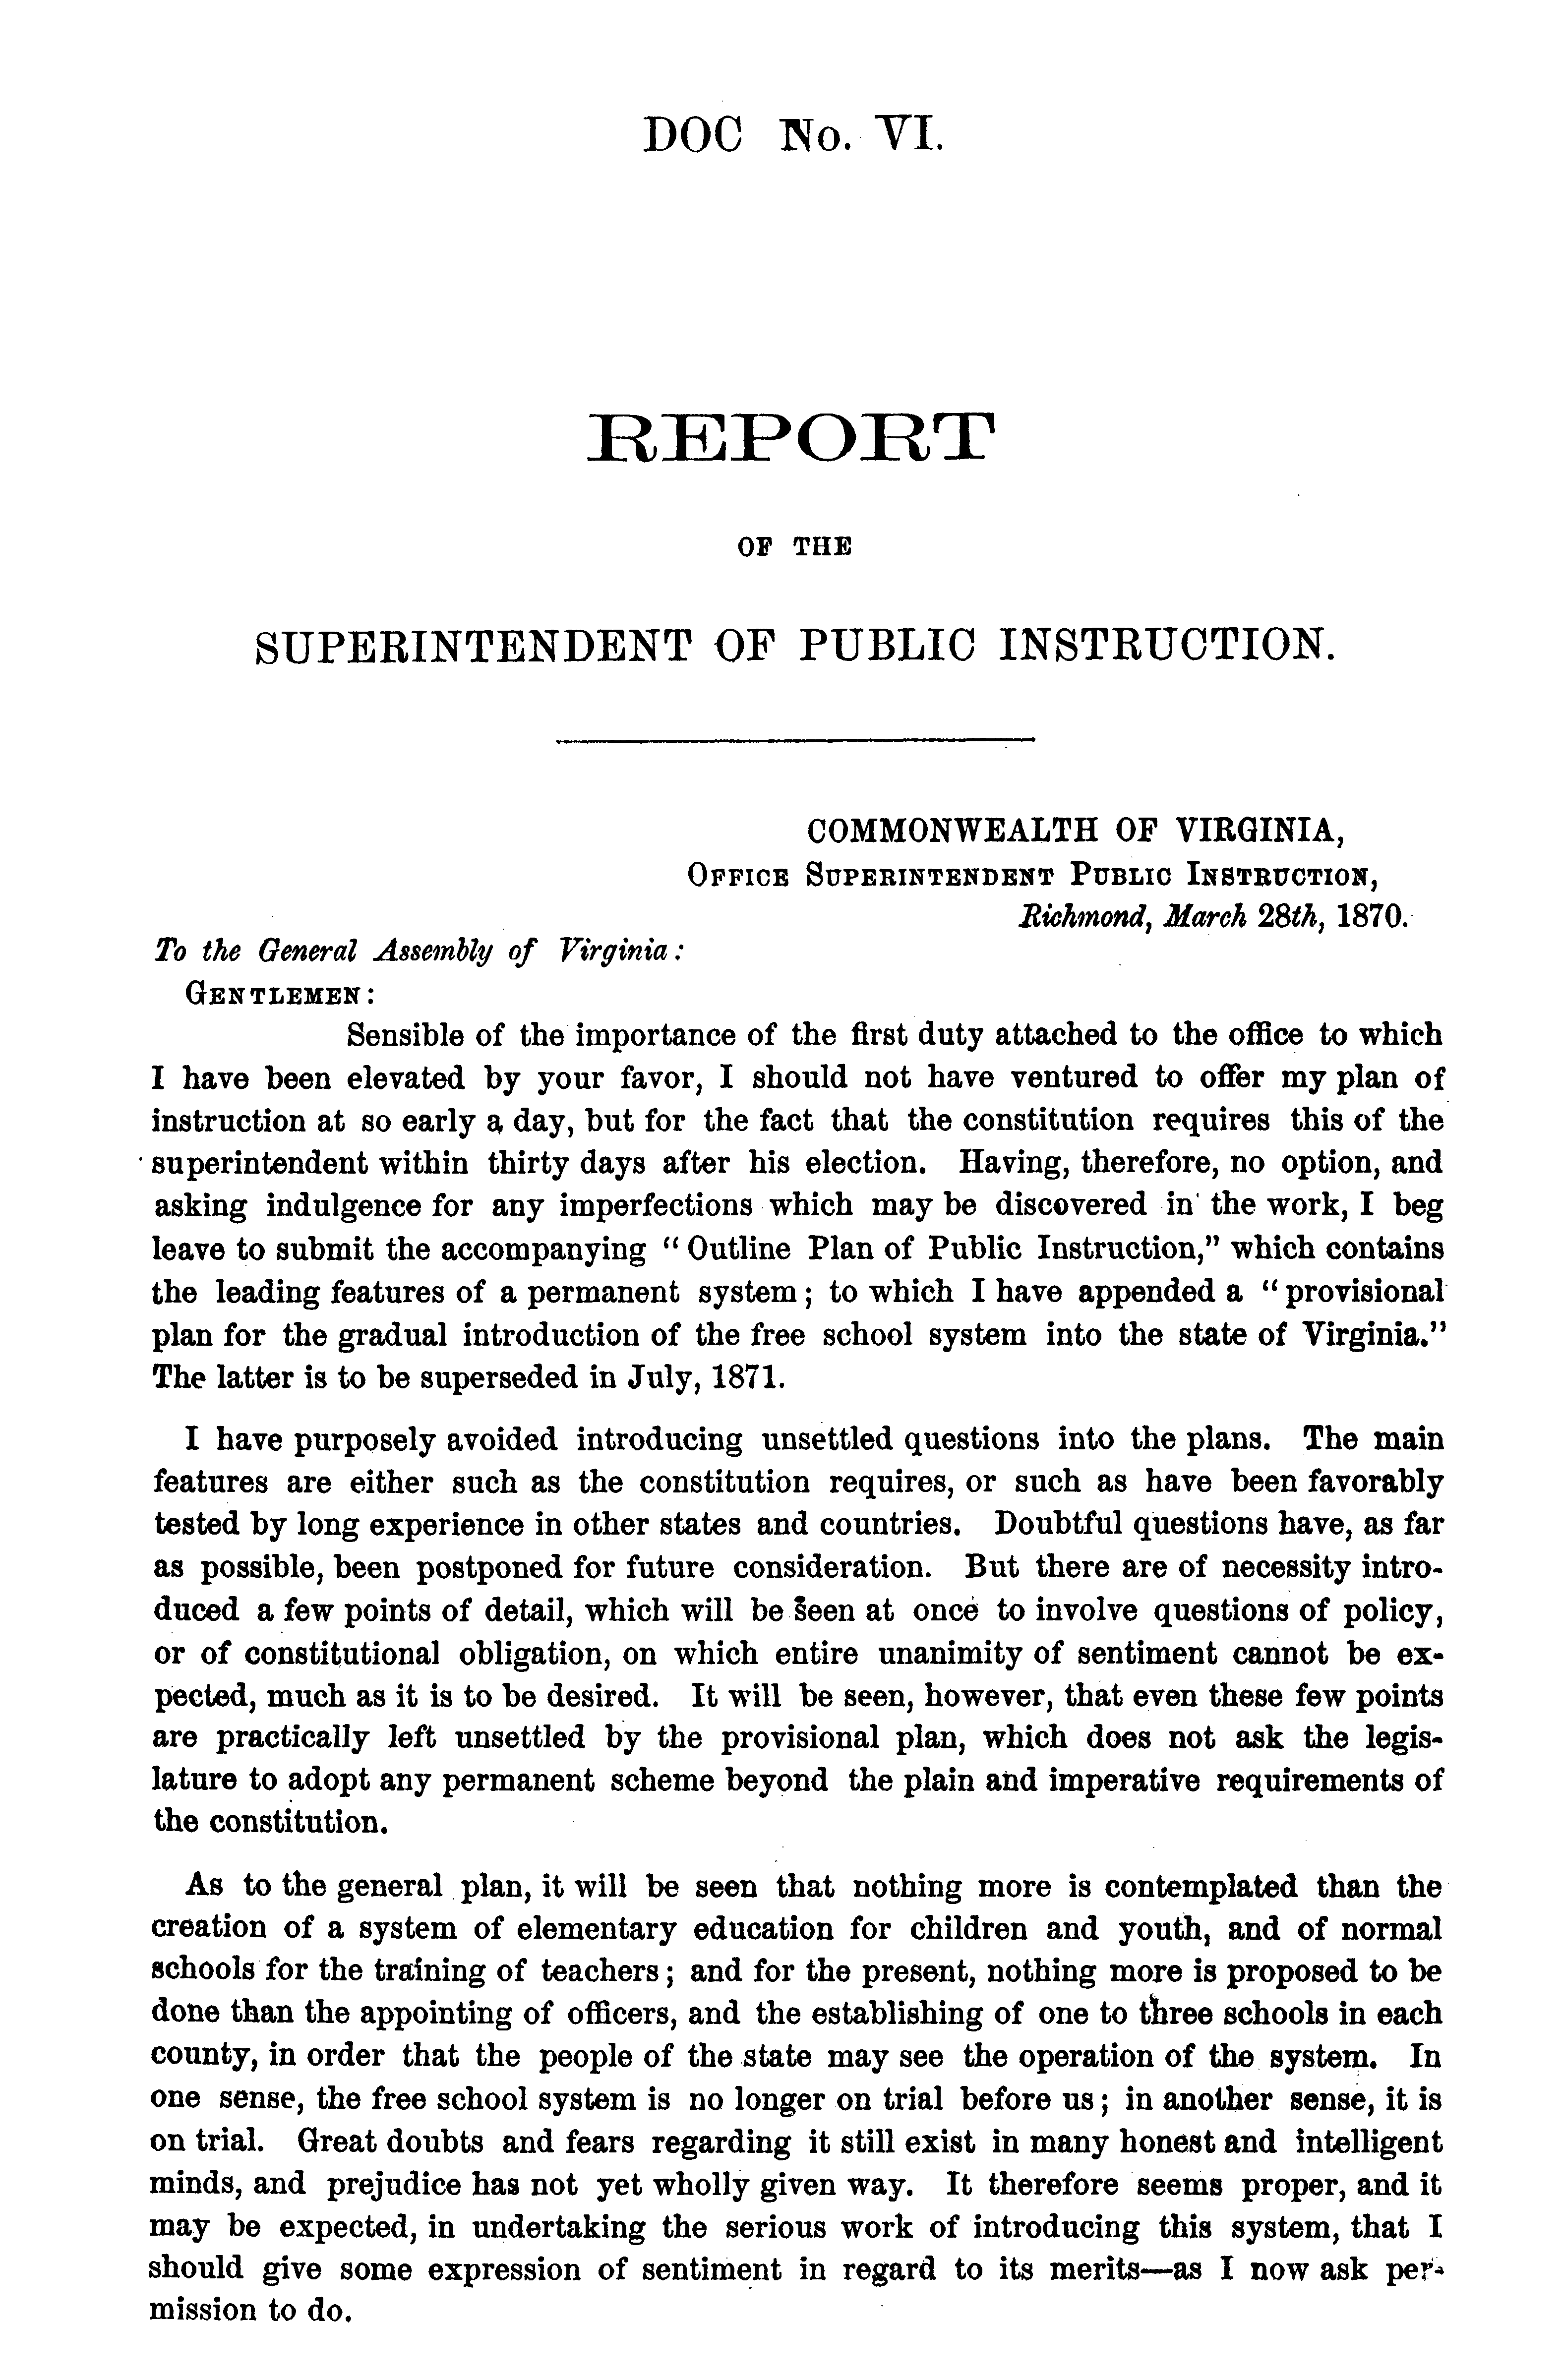 DOC No. VI.
REPORT
OF THE
SUPERINTENDENT OF PUBLIC INSTRUCTION.
COMMONWEALTH OF VIRGINIA,
OFFICE SUPERINTENDENT PUBLIC INSTRUCTION,
Richmond, March 28th, 1870.
To the General Assembly of Virginia:
GENTLEMEN:
Sensible of the importance of the first duty attached to the office to which
I have been elevated by your favor, I should not have ventured to offer my plan of
instruction at so early a day, but for the fact that the constitution requires this of the
superintendent within thirty days after his election. Having, therefore, no option, and
asking indulgence for any imperfections which may be discovered in the work, I beg
leave to submit the accompanying "Outline Plan of Public Instruction," which contains
the leading features of a permanent system; to which I have appended a "provisional
plan for the gradual introduction of the free school system into the state of Virginia."
The latter is to be superseded in July, 1871.
I have purposely avoided introducing unsettled questions into the plans. The main
features are either such as the constitution requires, or such as have been favorably
tested by long experience in other states and countries. Doubtful questions have, as far
as possible, been postponed for future consideration. But there are of necessity intro-
duced a few points of detail, which will be seen at once to involve questions of policy,
or of constitutional obligation, on which entire unanimity of sentiment cannot be ex-
pected, much as it is to be desired. It will be seen, however, that even these few points
are practically left unsettled by the provisional plan, which does not ask the legis-
lature to adopt any permanent scheme beyond the plain and imperative requirements of
the constitution.
As to the general plan, it will be seen that nothing more is contemplated than the
creation of a system of elementary education for children and youth, and of normal
schools for the training of teachers; and for the present, nothing more is proposed to be
done than the appointing of officers, and the establishing of one to three schools in each
county, in order that the people of the state may see the operation of the system. In
one sense, the free school system is no longer on trial before us; in another sense, it is
on trial. Great doubts and fears regarding it still exist in many honest and intelligent
minds, and prejudice has not yet wholly given way. It therefore seems proper, and it
may be expected, in undertaking the serious work of introducing this system, that I
should give some expression of sentiment in regard to its merits—as I now ask per-
mission to do.